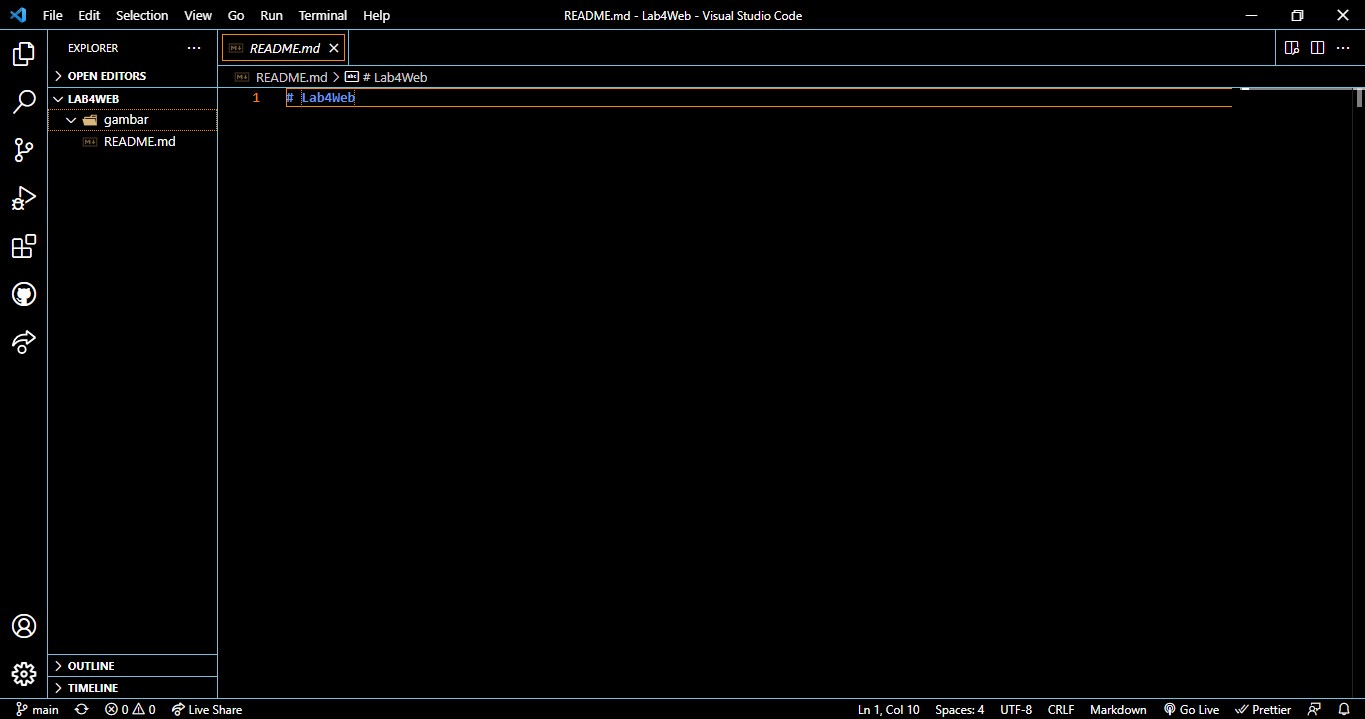 File Edit Selection View Go Run Terminal Help README.md - Lab4Web - Visual Studio Code
EXPLORER
OPEN EDITORS
LAB4WEB
gambar
README.md
OUTLINE
TIMELINE
README.md
README.md # Lab4Web
1 # Lab4Web
main 0 0 Live Share Ln 1, Col 10 Spaces: 4 UTF-8 CRLF Markdown Go Live Prettier